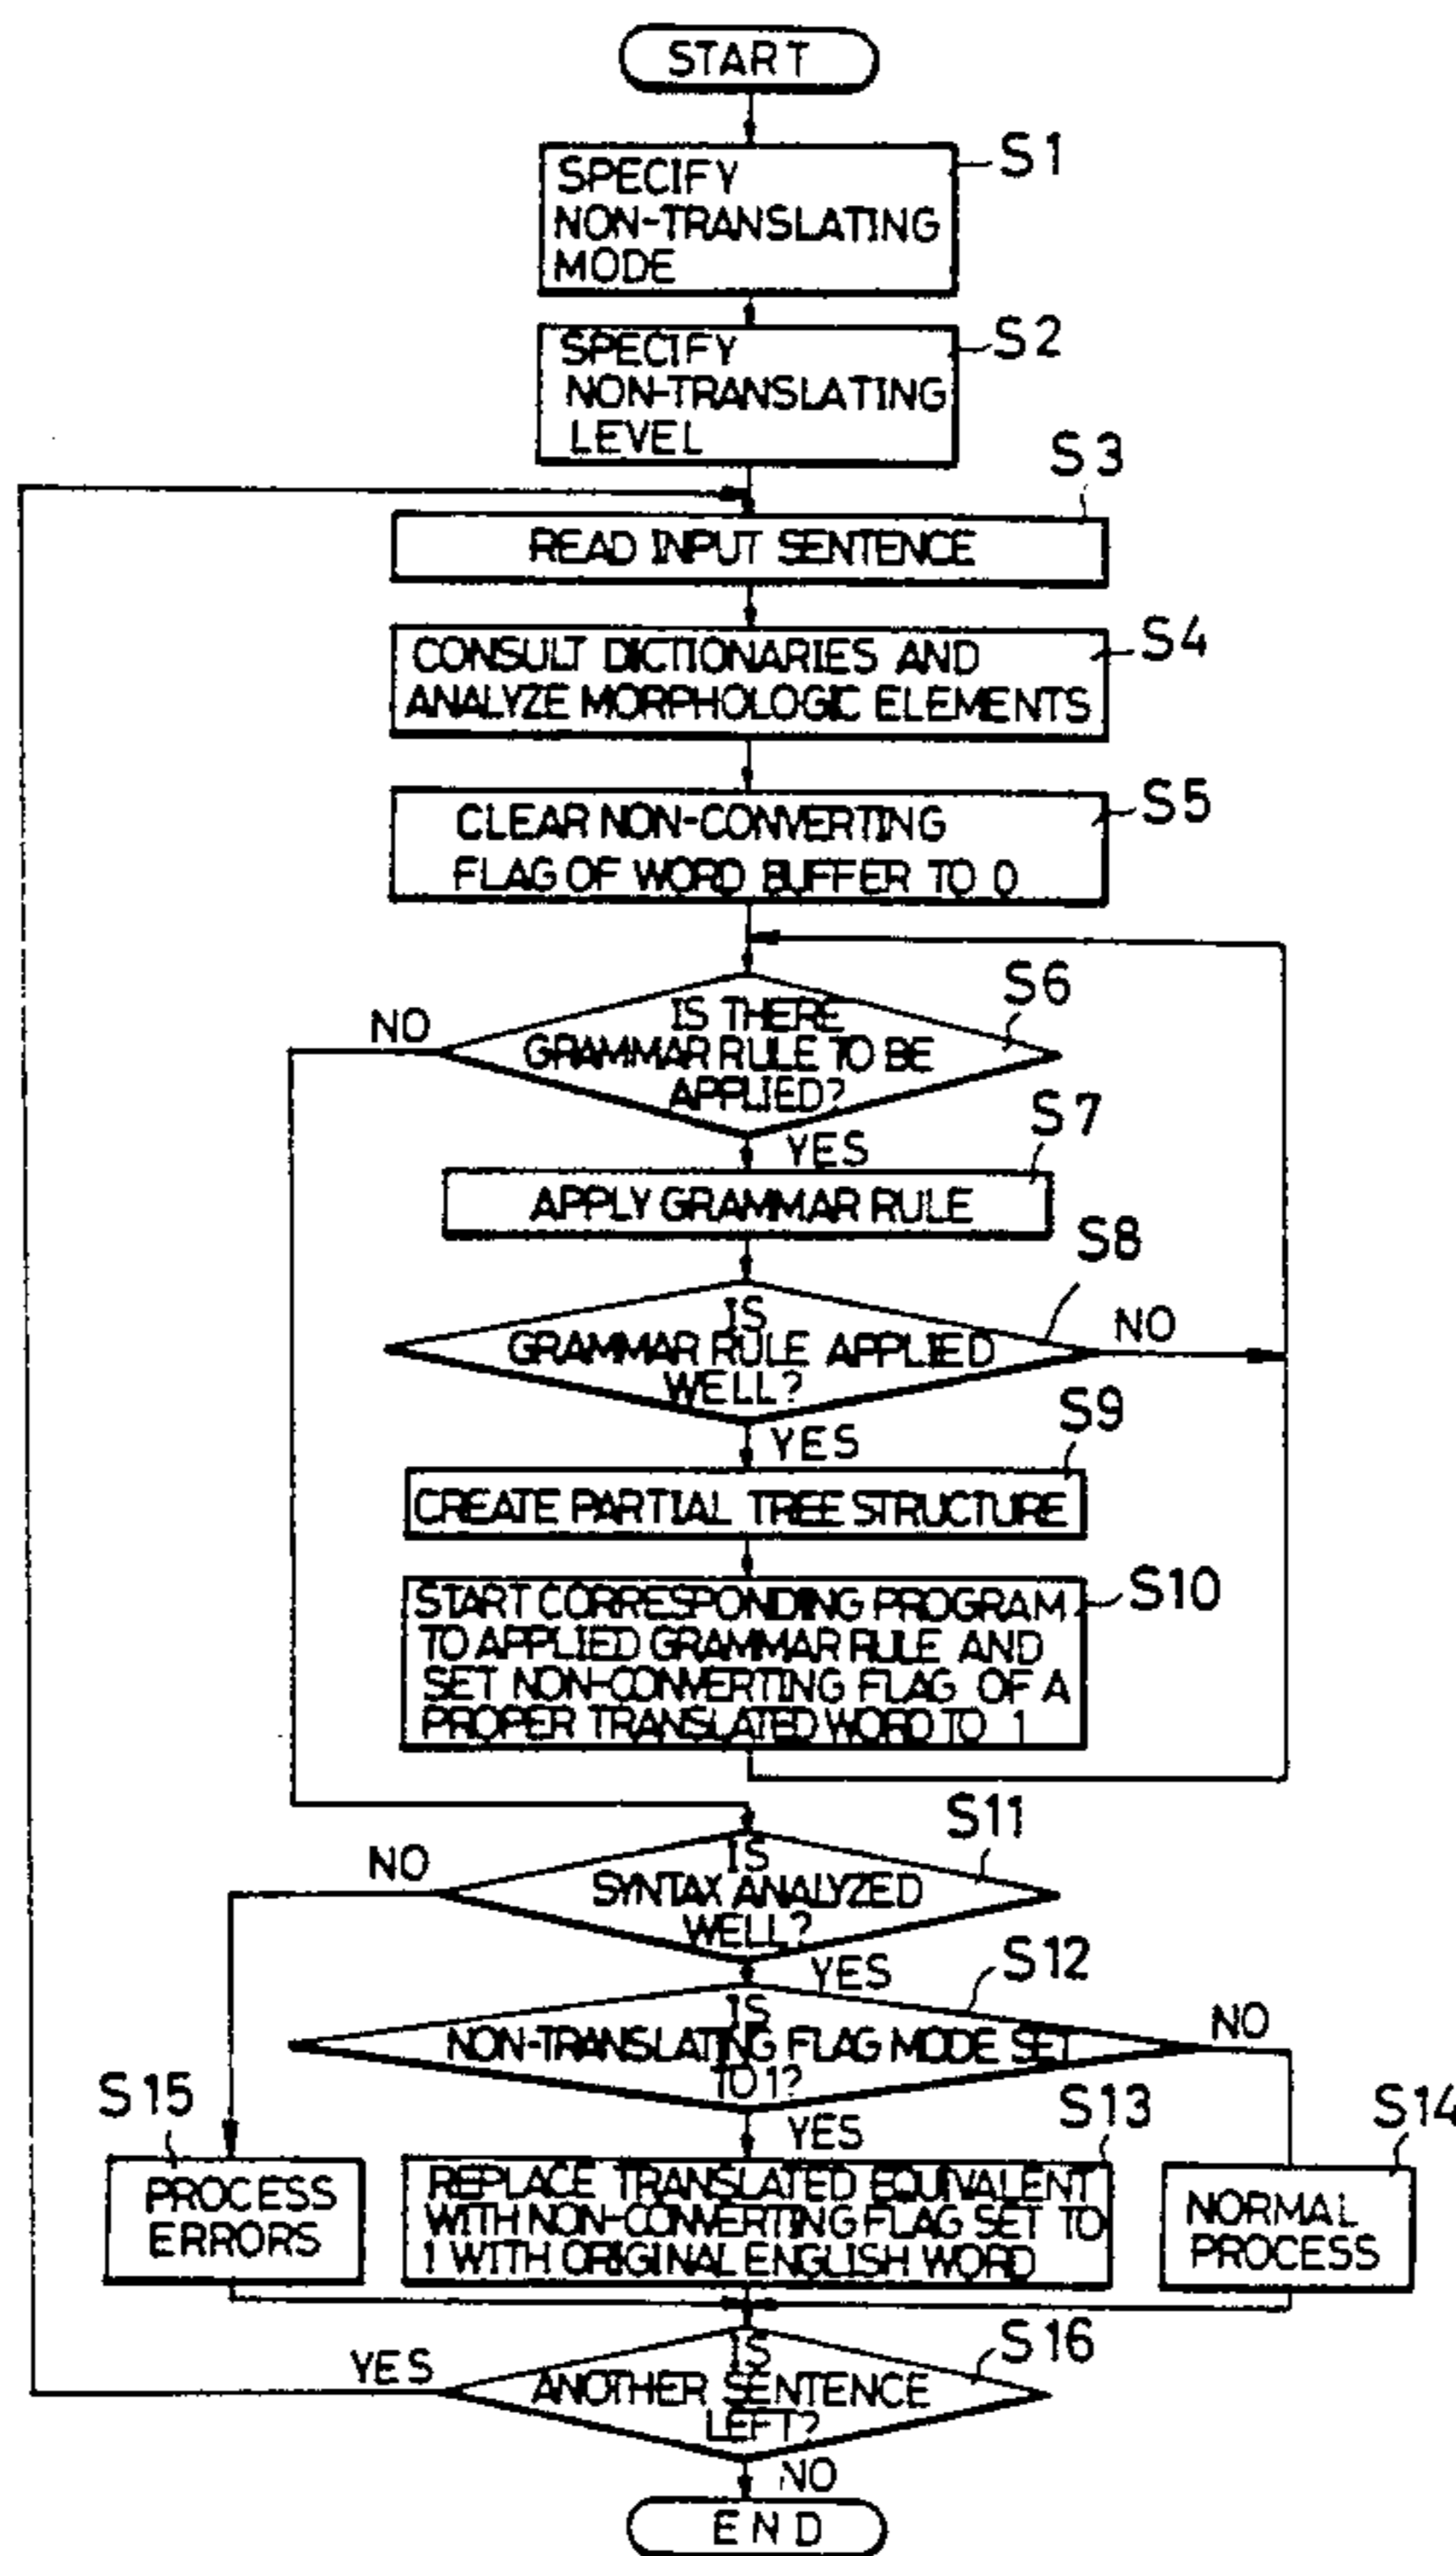 START
SPECIFY
NON-TRANSLATING
MODE
S1
SPECIFY
NON-TRANSLATING
LEVEL
S2
READ INPUT SENTENCE
S3
CONSULT DICTIONARIES AND
ANALYZE MORPHOLOGIC ELEMENTS
S4
CLEAR NON-CONVERTING
FLAG OF WORD BUFFER TO 0
S5
IS THERE
GRAMMAR RULE TO BE
APPLIED?
S6
NO
YES
APPLY GRAMMAR RULE
S7
IS
GRAMMAR RULE APPLIED
WELL?
S8
NO
YES
CREATE PARTIAL TREE STRUCTURE
S9
START CORRESPONDING PROGRAM
TO APPLIED GRAMMAR RULE AND
SET NON-CONVERTING FLAG OF A
PROPER TRANSLATED WORD TO 1
S10
IS
SYNTAX ANALYZED
WELL?
S11
NO
YES
IS
NON-TRANSLATING FLAG MODE SET
TO 1?
S12
NO
YES
S15
PROCESS
ERRORS
S13
REPLACE TRANSLATED EQUIVALENT
WITH NON-CONVERTING FLAG SET TO
1 WITH ORIGINAL ENGLISH WORD
S14
NORMAL
PROCESS
IS
ANOTHER SENTENCE
LEFT?
S16
YES
NO
END